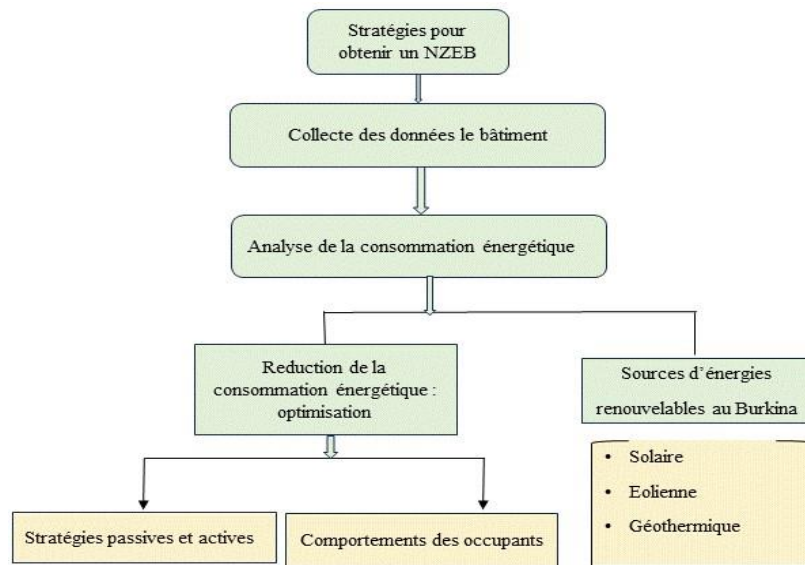 Stratégies pour
obtenir un NZEB
Collecte des données le bâtiment
Analyse de la consommation énergétique
Reduction de la
consommation énergétique :
optimisation
Sources d’énergies
renouvelables au Burkina
• Solaire
• Eolienne
• Géothermique
Stratégies passives et actives
Comportements des occupants